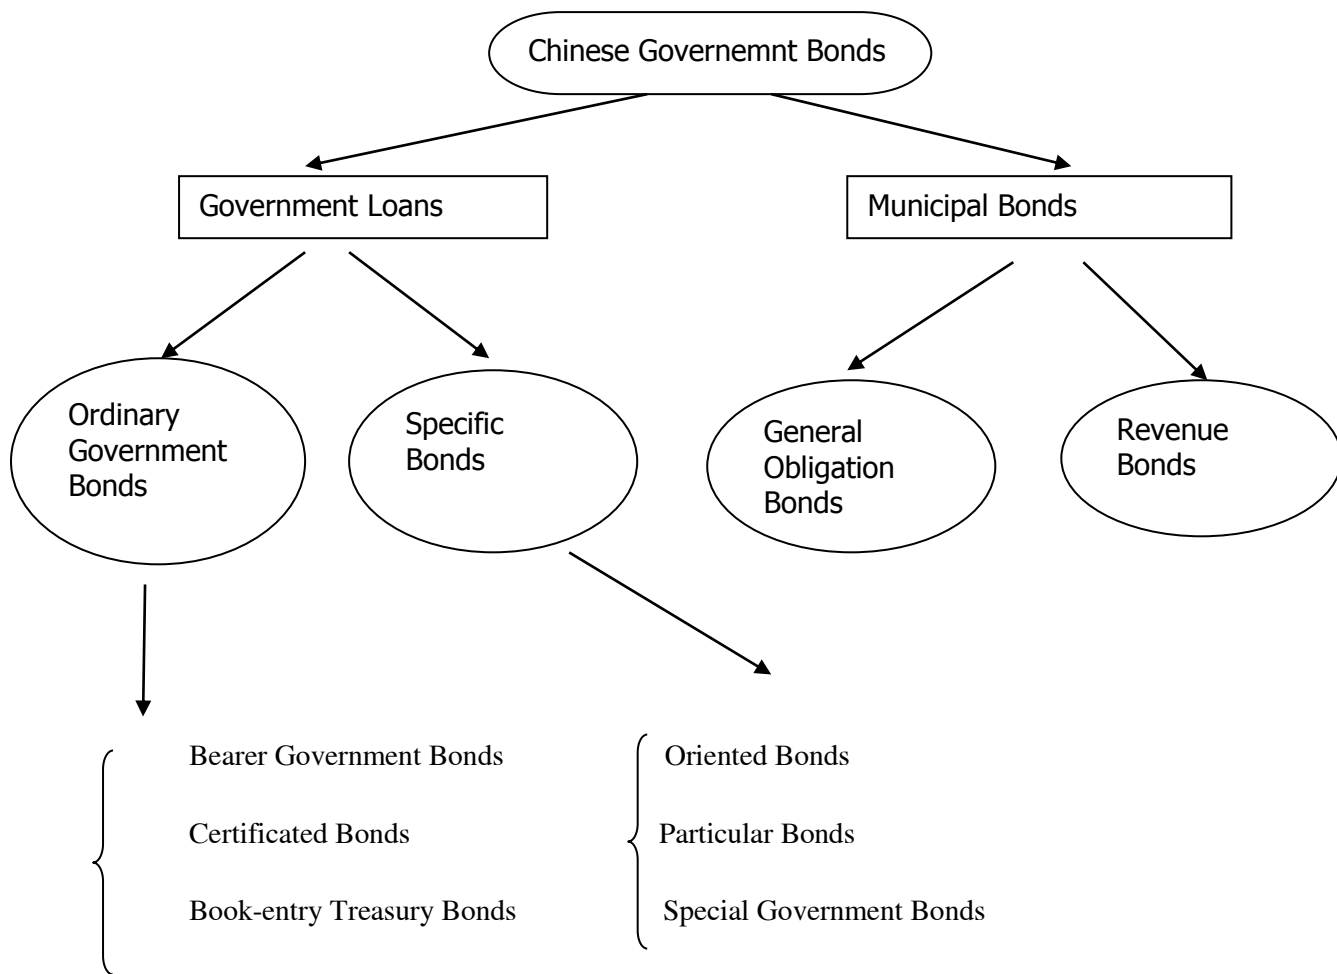 Chinese Governemnt Bonds
Government Loans
Municipal Bonds
Ordinary
Government
Bonds
Specific
Bonds
General
Obligation
Bonds
Revenue
Bonds
Bearer Government Bonds
Certificated Bonds
Book-entry Treasury Bonds
Oriented Bonds
Particular Bonds
Special Government Bonds